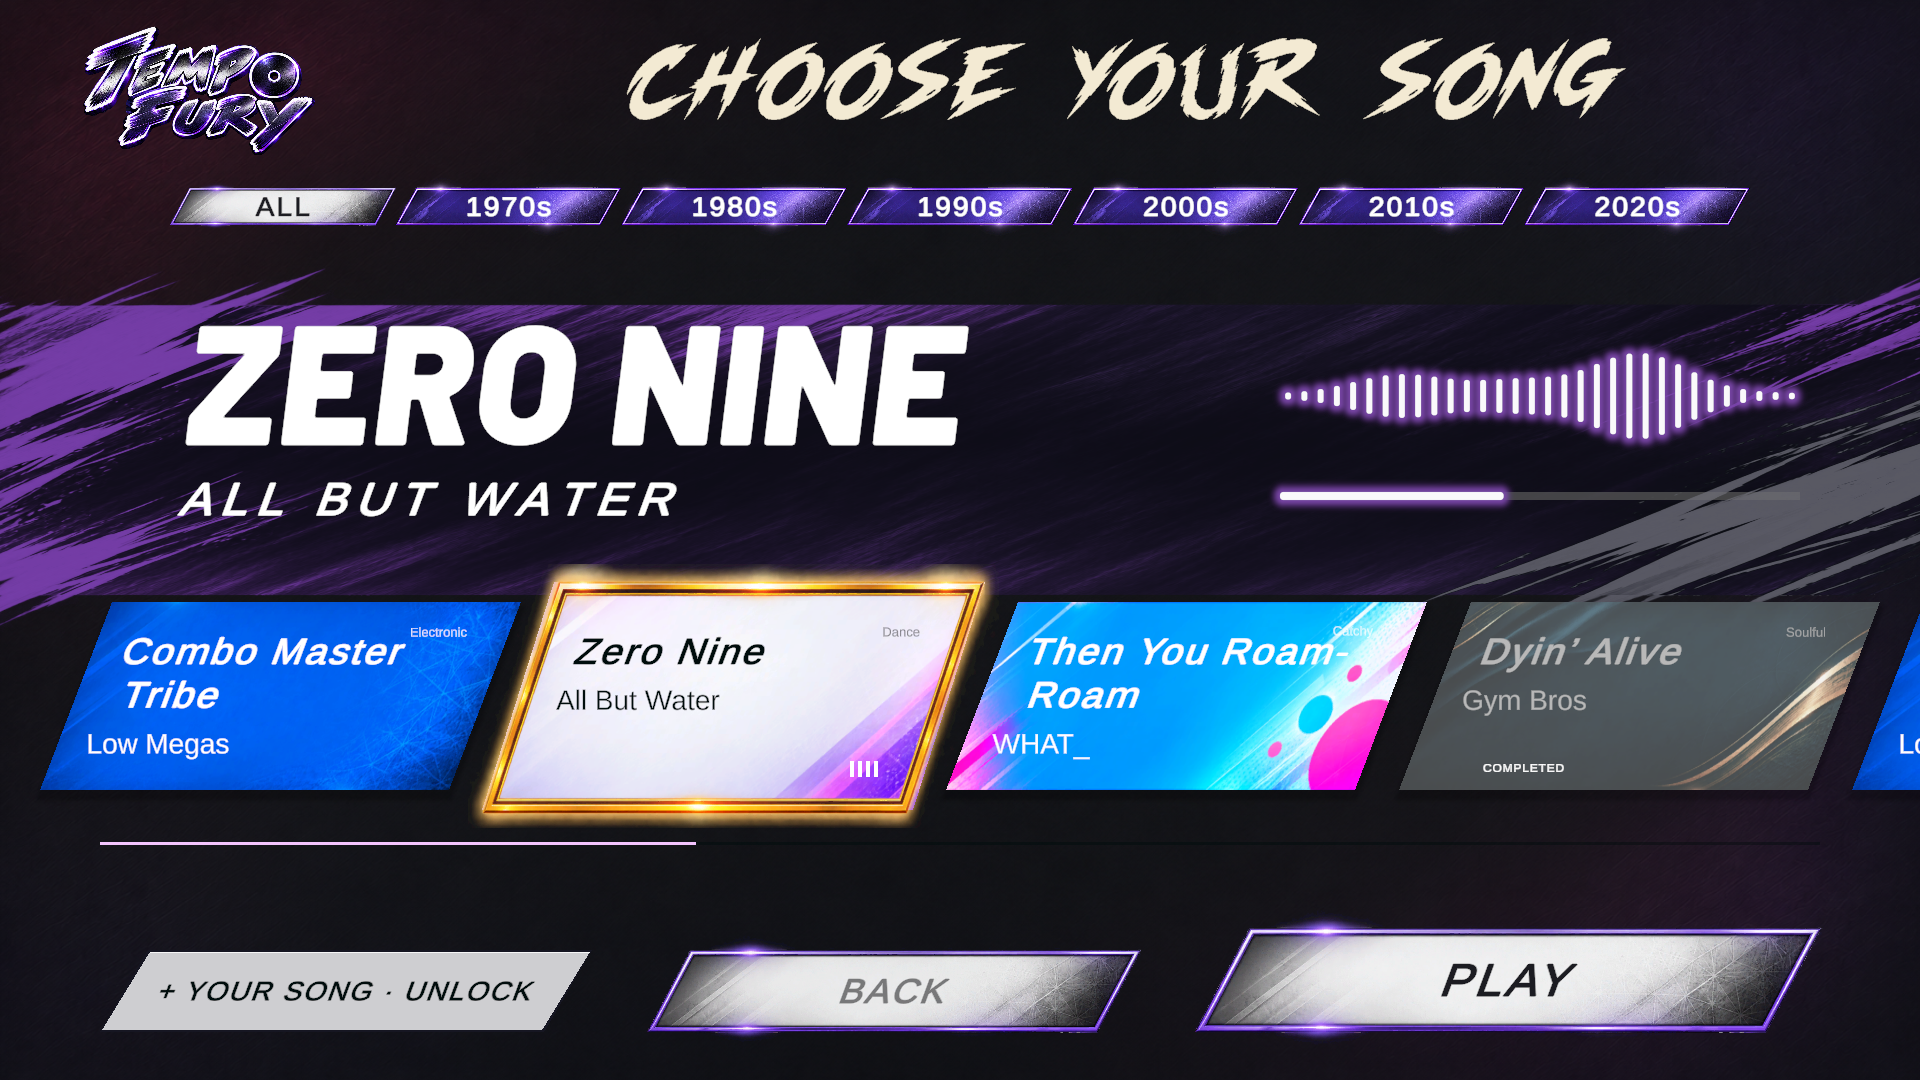 TEMPO
FURY
CHOOSE YOUR SONG
ALL
1970s
1980s
1990s
2000s
2010s
2020s
ZERO NINE
ALL BUT WATER
Electronic
Combo Master
Tribe
Low Megas
Dance
Zero Nine
All But Water
Catchy
Then You Roam-
Roam
WHAT_
Soulful
Dyin’ Alive
Gym Bros
COMPLETED
Lo
+ YOUR SONG · UNLOCK
BACK
PLAY